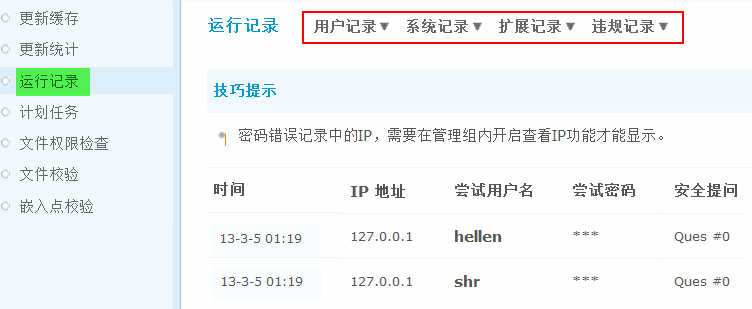 更新缓存
更新统计
运行记录
计划任务
文件权限检查
文件校验
嵌入点校验
运行记录 用户记录▼ 系统记录▼ 扩展记录▼ 违规记录▼
技巧提示
密码错误记录中的IP，需要在管理组内开启查看IP功能才能显示。
时间 IP 地址 尝试用户名 尝试密码 安全提问
13-3-5 01:19 127.0.0.1 hellen *** Ques #0
13-3-5 01:19 127.0.0.1 shr *** Ques #0